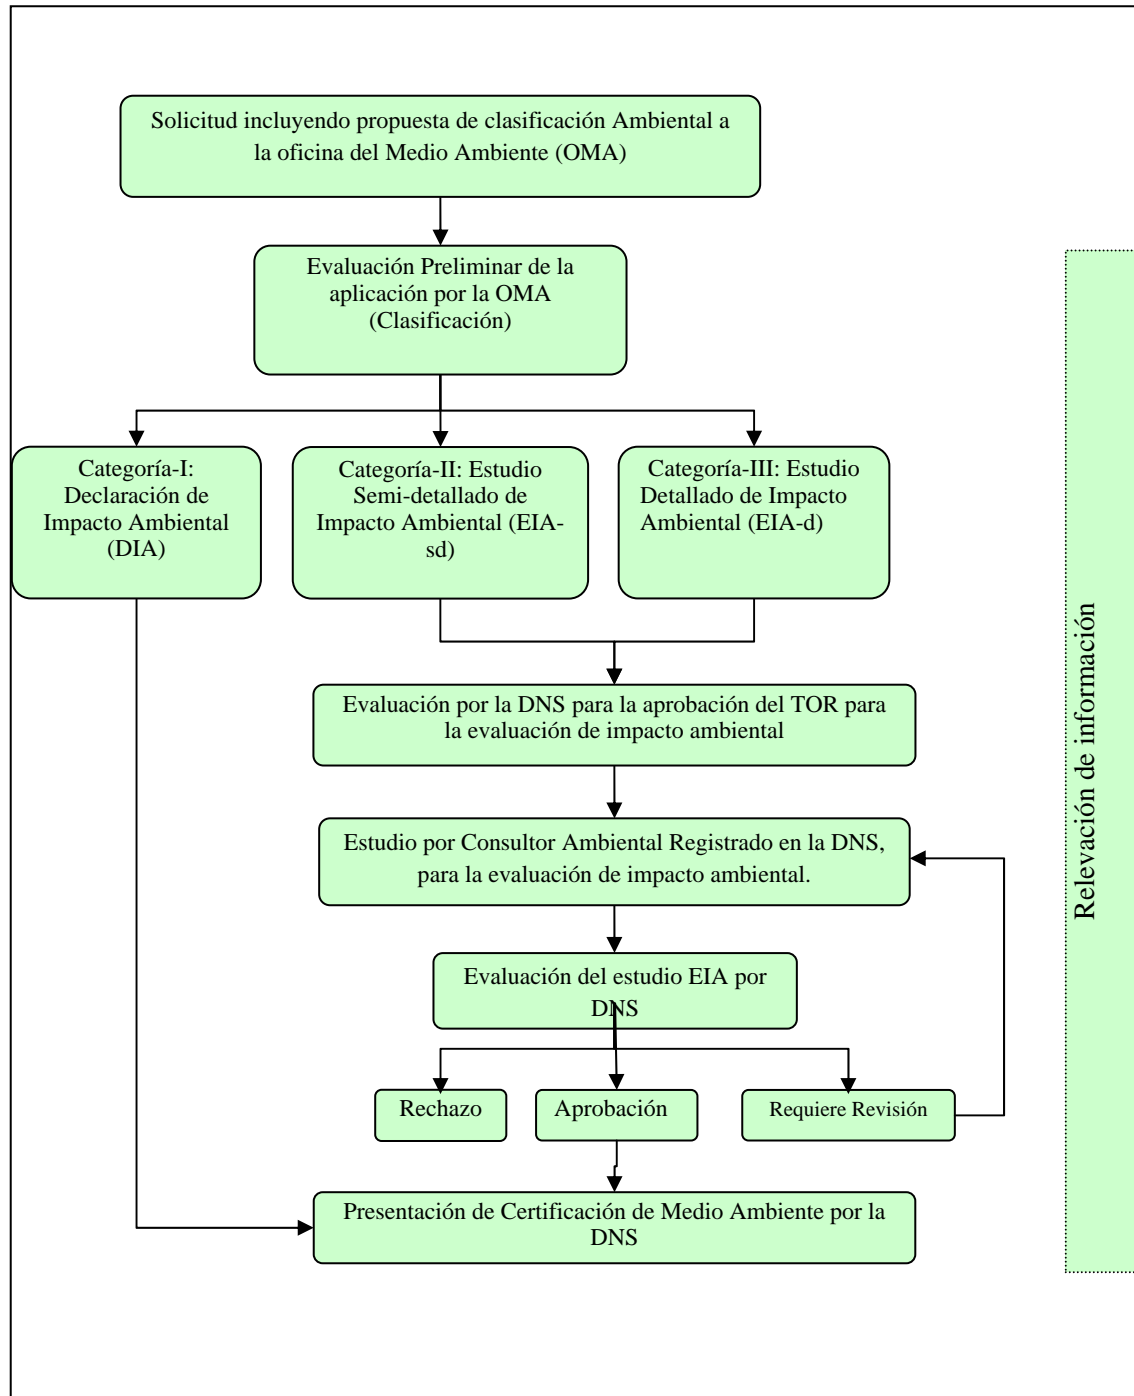 Solicitud incluyendo propuesta de clasificación Ambiental a
la oficina del Medio Ambiente (OMA)
Evaluación Preliminar de la
aplicación por la OMA
(Clasificación)
Categoría-I:
Declaración de
Impacto Ambiental
(DIA)
Categoría-II: Estudio
Semi-detallado de
Impacto Ambiental (EIA-
sd)
Categoría-III: Estudio
Detallado de Impacto
Ambiental (EIA-d)
Evaluación por la DNS para la aprobación del TOR para
la evaluación de impacto ambiental
Estudio por Consultor Ambiental Registrado en la DNS,
para la evaluación de impacto ambiental.
Evaluación del estudio EIA por
DNS
Rechazo
Aprobación
Requiere Revisión
Presentación de Certificación de Medio Ambiente por la
DNS
Relevación de información